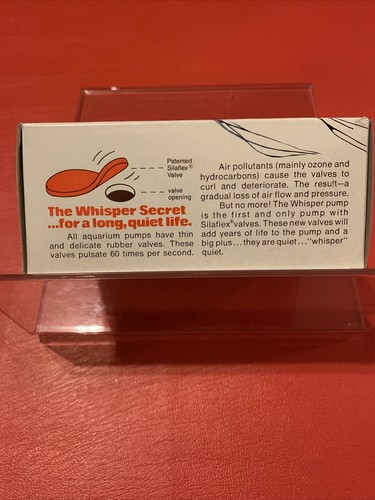 Patented
Silaflex®
Valve
valve
opening
The Whisper Secret
...for a long, quiet life.
All aquarium pumps have thin
and delicate rubber valves. These
valves pulsate 60 times per second.
Air pollutants (mainly ozone and
hydrocarbons) cause the valves to
curl and deteriorate. The result—a
gradual loss of air flow and pressure.
But no more! The Whisper pump
is the first and only pump with
Silaflex® valves. These new valves will
add years of life to the pump and a
big plus...they are quiet..."whisper"
quiet.